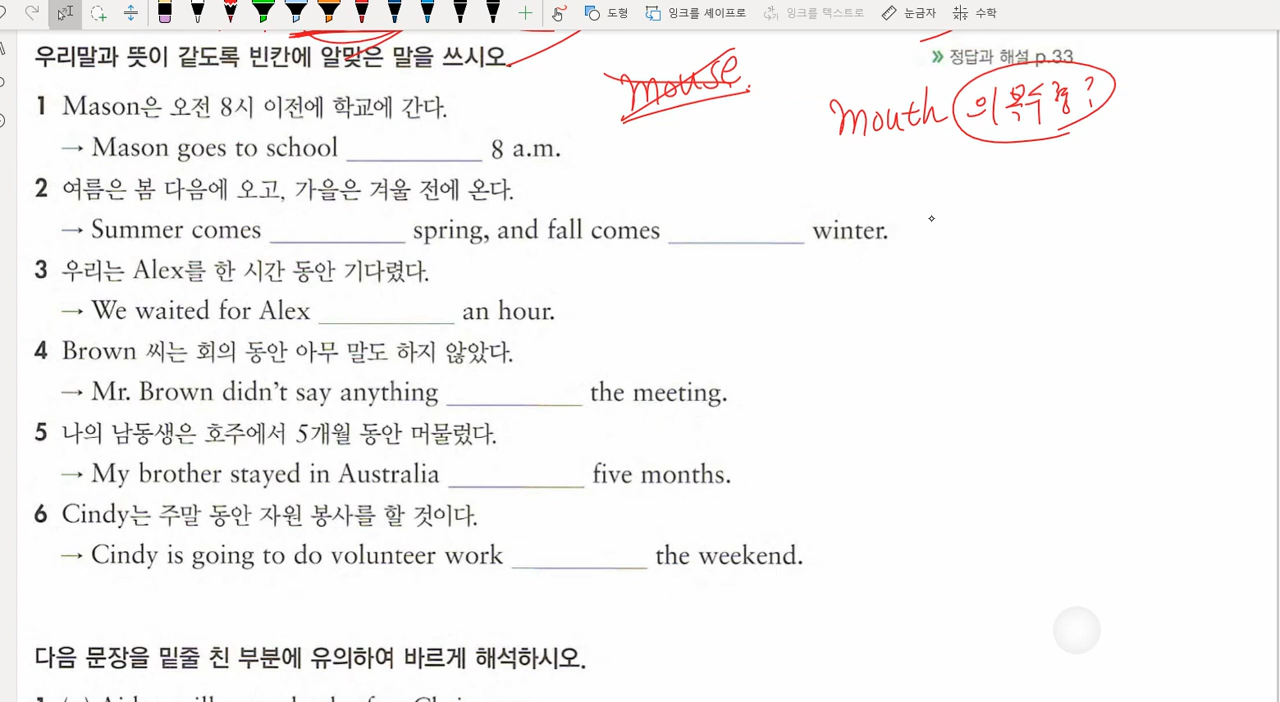 도형 잉크를 셰이프로 잉크를 텍스트로 눈금자 수학
우리말과 뜻이 같도록 빈칸에 알맞은 말을 쓰시오.
» 정답과 해설 p.33
mouse
mouth 의 복수형?
1 Mason은 오전 8시 이전에 학교에 간다.
→ Mason goes to school __________ 8 a.m.
2 여름은 봄 다음에 오고, 가을은 겨울 전에 온다.
→ Summer comes __________ spring, and fall comes __________ winter.
3 우리는 Alex를 한 시간 동안 기다렸다.
→ We waited for Alex __________ an hour.
4 Brown 씨는 회의 동안 아무 말도 하지 않았다.
→ Mr. Brown didn't say anything __________ the meeting.
5 나의 남동생은 호주에서 5개월 동안 머물렀다.
→ My brother stayed in Australia __________ five months.
6 Cindy는 주말 동안 자원 봉사를 할 것이다.
→ Cindy is going to do volunteer work __________ the weekend.
다음 문장을 밑줄 친 부분에 유의하여 바르게 해석하시오.